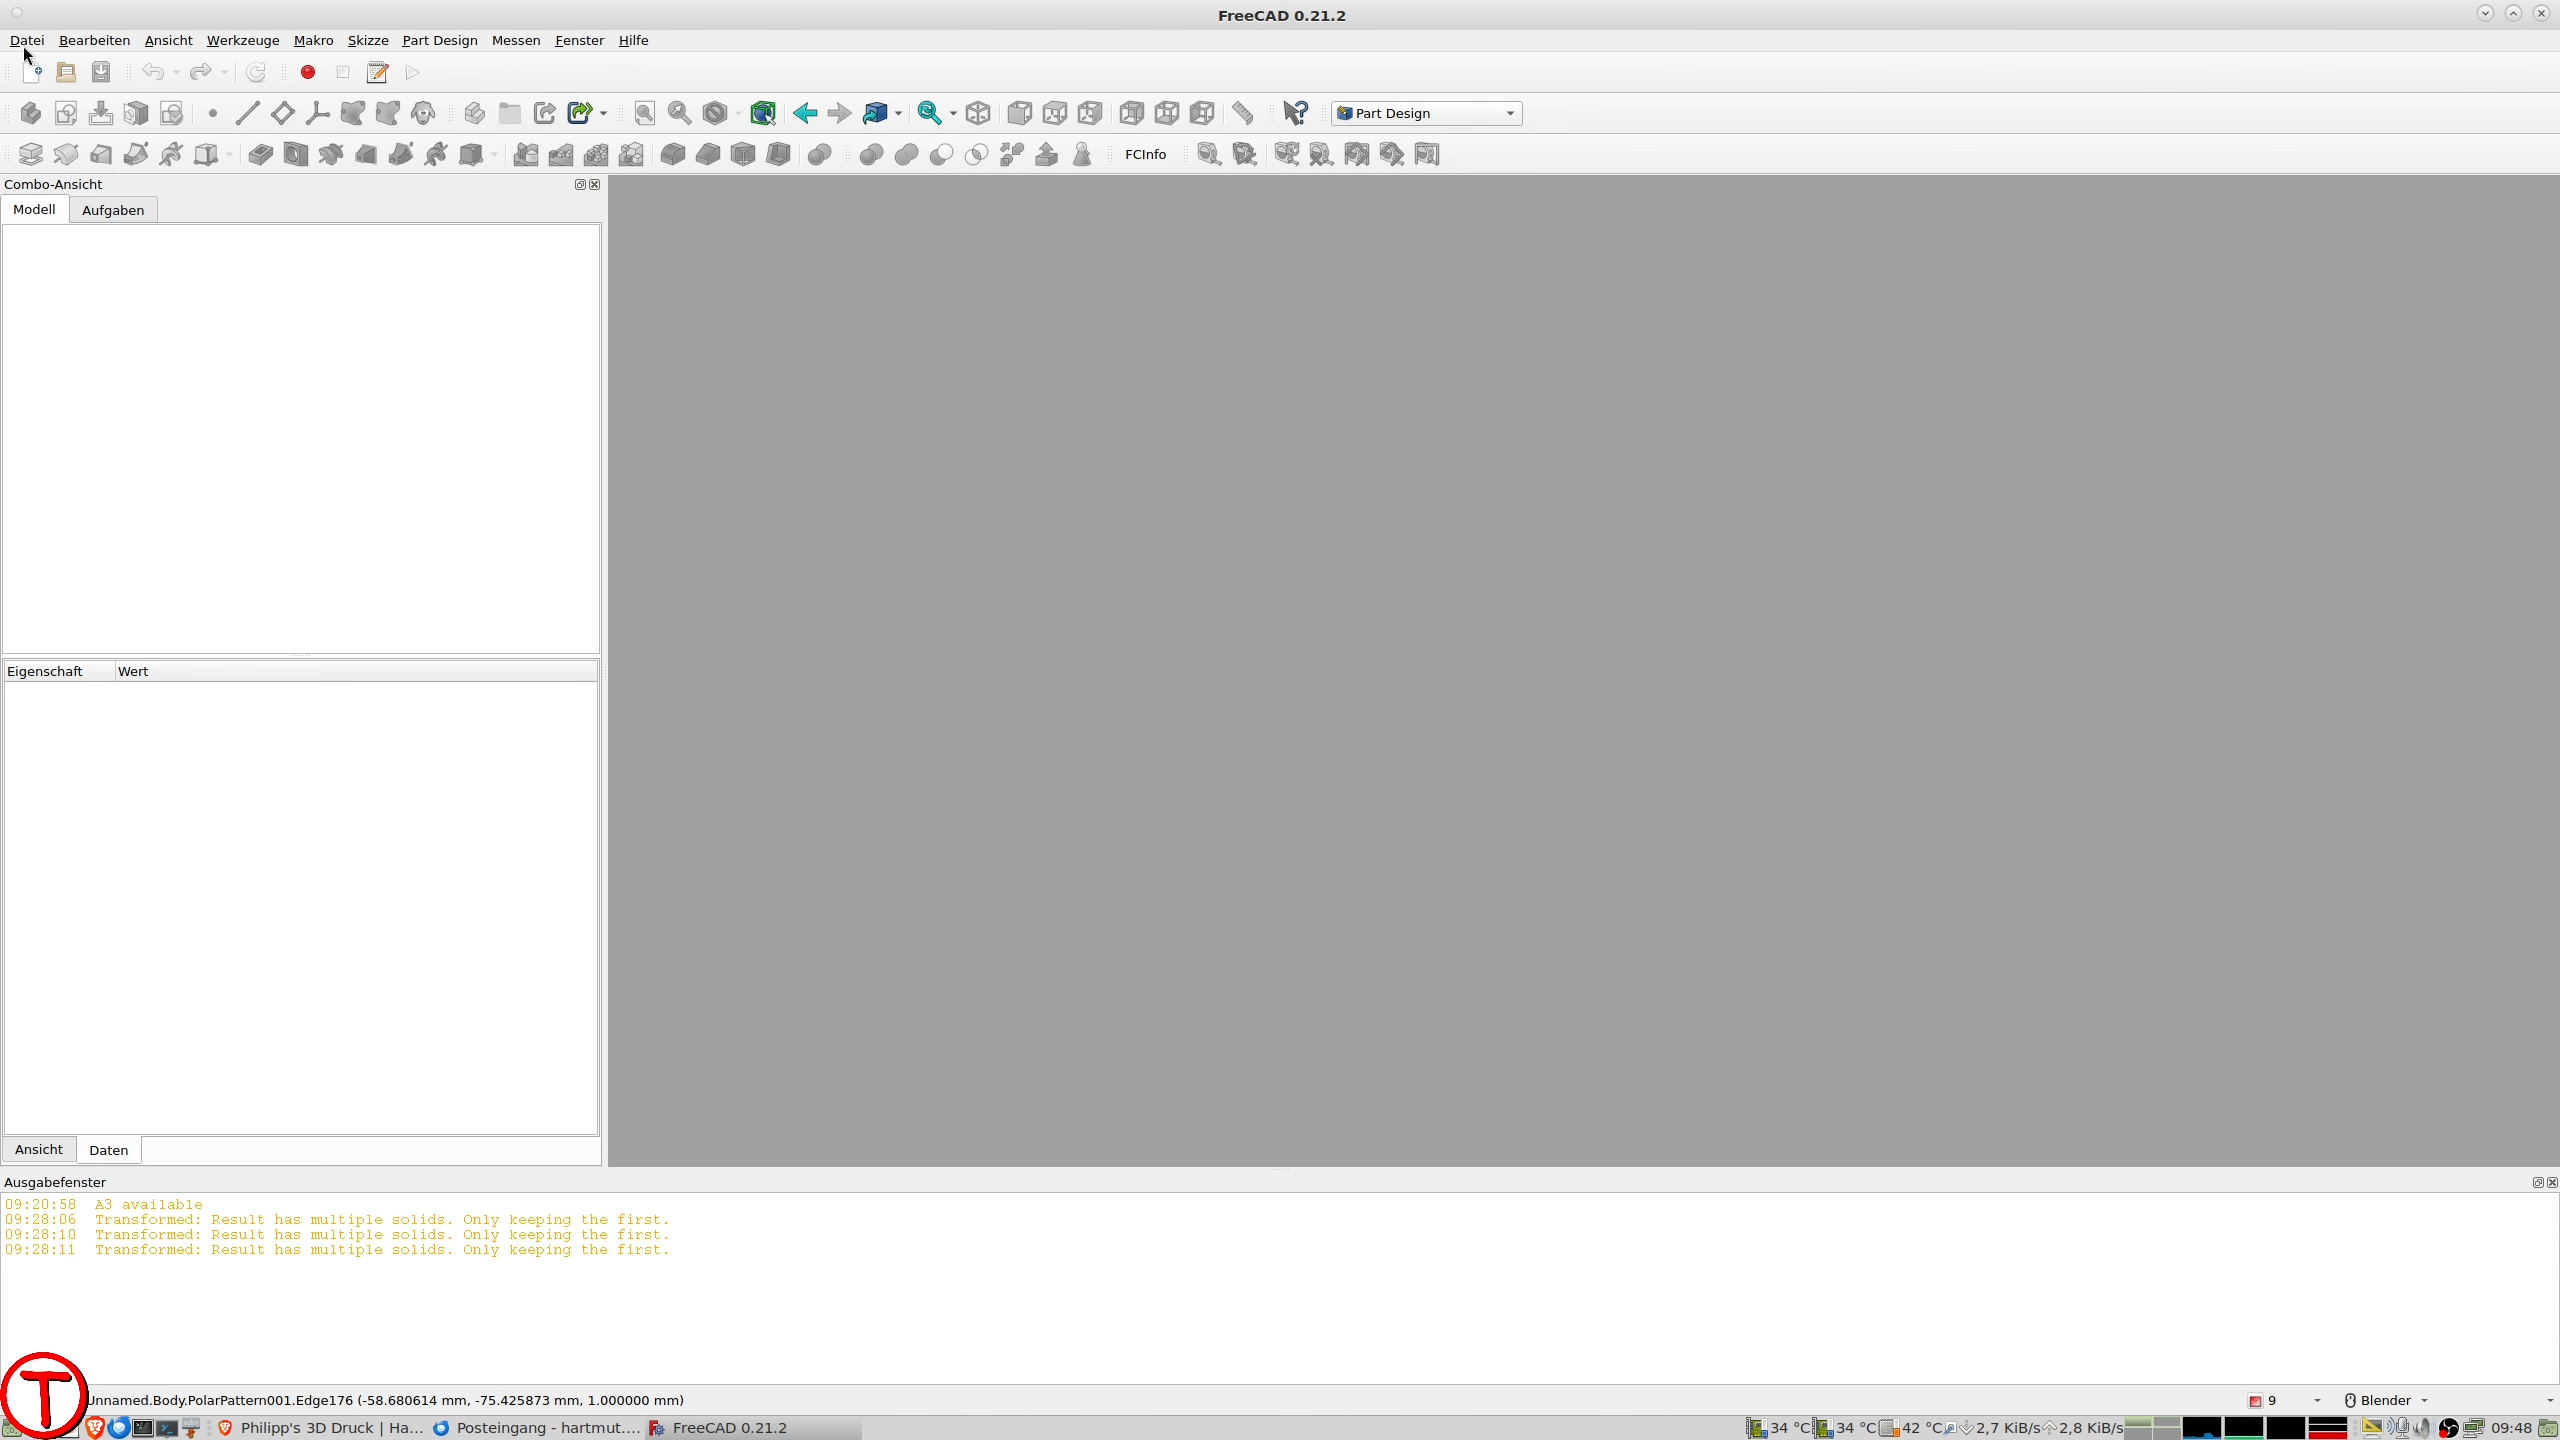 FreeCAD 0.21.2
Datei Bearbeiten Ansicht Werkzeuge Makro Skizze Part Design Messen Fenster Hilfe
Part Design
FCInfo
Combo-Ansicht
Modell Aufgaben
Eigenschaft Wert
Ansicht Daten
Ausgabefenster
09:20:58 A3 available
09:28:06 Transformed: Result has multiple solids. Only keeping the first.
09:28:10 Transformed: Result has multiple solids. Only keeping the first.
09:28:11 Transformed: Result has multiple solids. Only keeping the first.
T
Unnamed.Body.PolarPattern001.Edge176 (-58.680614 mm, -75.425873 mm, 1.000000 mm)
9 Blender
Philipp's 3D Druck | Ha... Posteingang - hartmut.... FreeCAD 0.21.2 34 °C 34 °C 42 °C 2,7 KiB/s 2,8 KiB/s 09:48